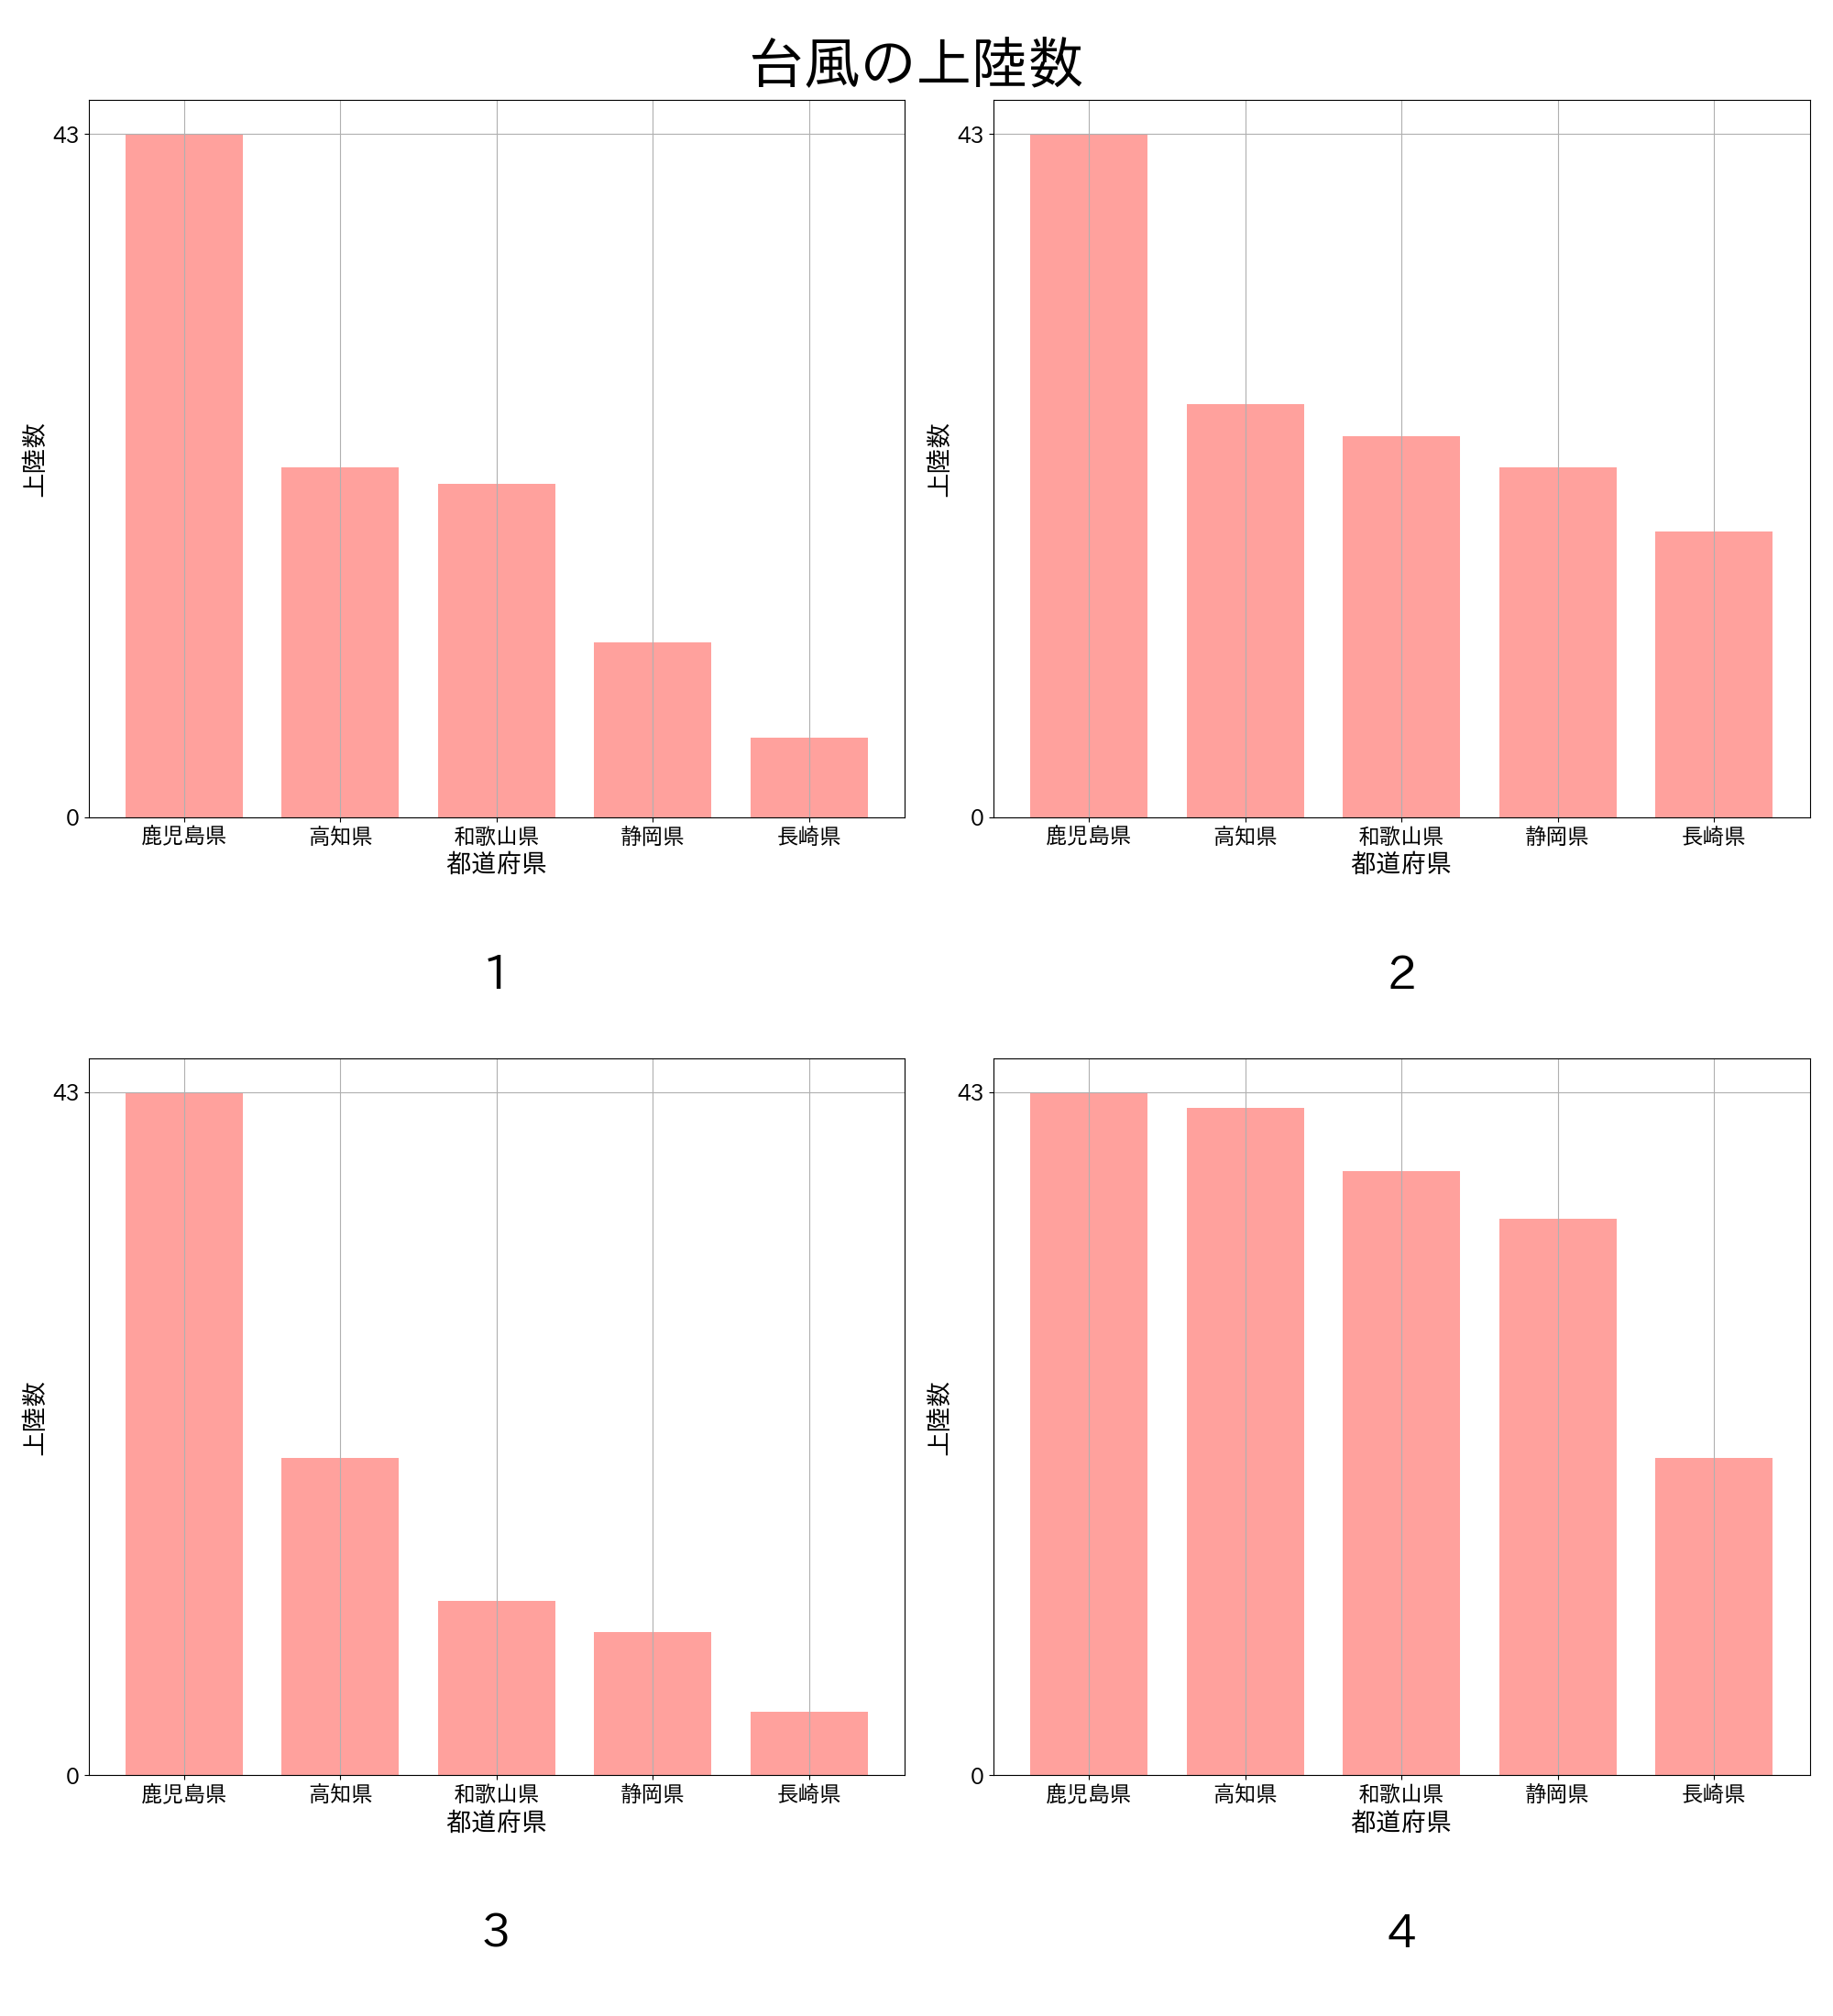 台風の上陸数
43
0
上陸数
鹿児島県 高知県 和歌山県 静岡県 長崎県
都道府県
1
43
0
上陸数
鹿児島県 高知県 和歌山県 静岡県 長崎県
都道府県
2
43
0
上陸数
鹿児島県 高知県 和歌山県 静岡県 長崎県
都道府県
3
43
0
上陸数
鹿児島県 高知県 和歌山県 静岡県 長崎県
都道府県
4